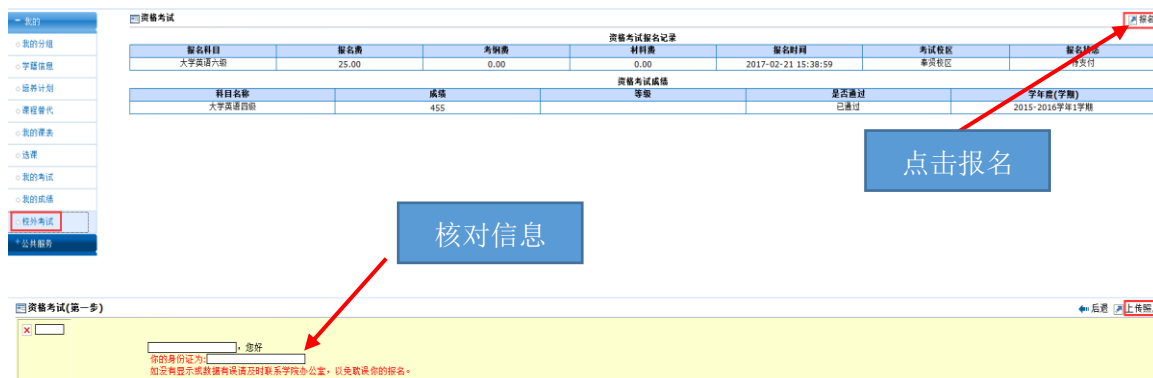 - 我的
资格考试
报名
我的分组
学籍信息
培养计划
课程替代
我的课表
选课
我的考试
我的成绩
校外考试
+公共服务
资格考试报名记录
报名科目 报名费 考纲费 材料费 报名时间 考试校区 报名状态
大学英语六级 25.00 0.00 0.00 2017-02-21 15:38:59 奉贤校区 待支付
资格考试成绩
科目名称 成绩 等级 是否通过 学年度(学期)
大学英语四级 455 已通过 2015-2016学年1学期
点击报名
核对信息
资格考试(第一步)
后退 上传照
，您好
你的身份证为:
如没有显示或数据有误请及时联系学院办公室，以免耽误你的报名。